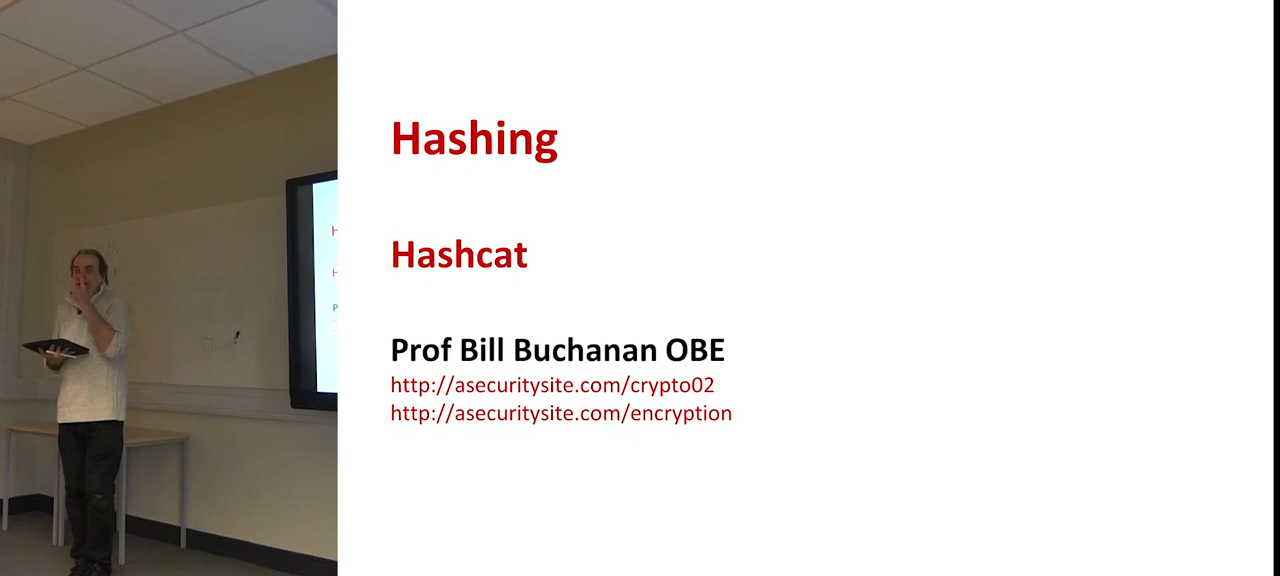 Hashing
Hashcat
Prof Bill Buchanan OBE
http://asecuritysite.com/crypto02
http://asecuritysite.com/encryption
H
H
P